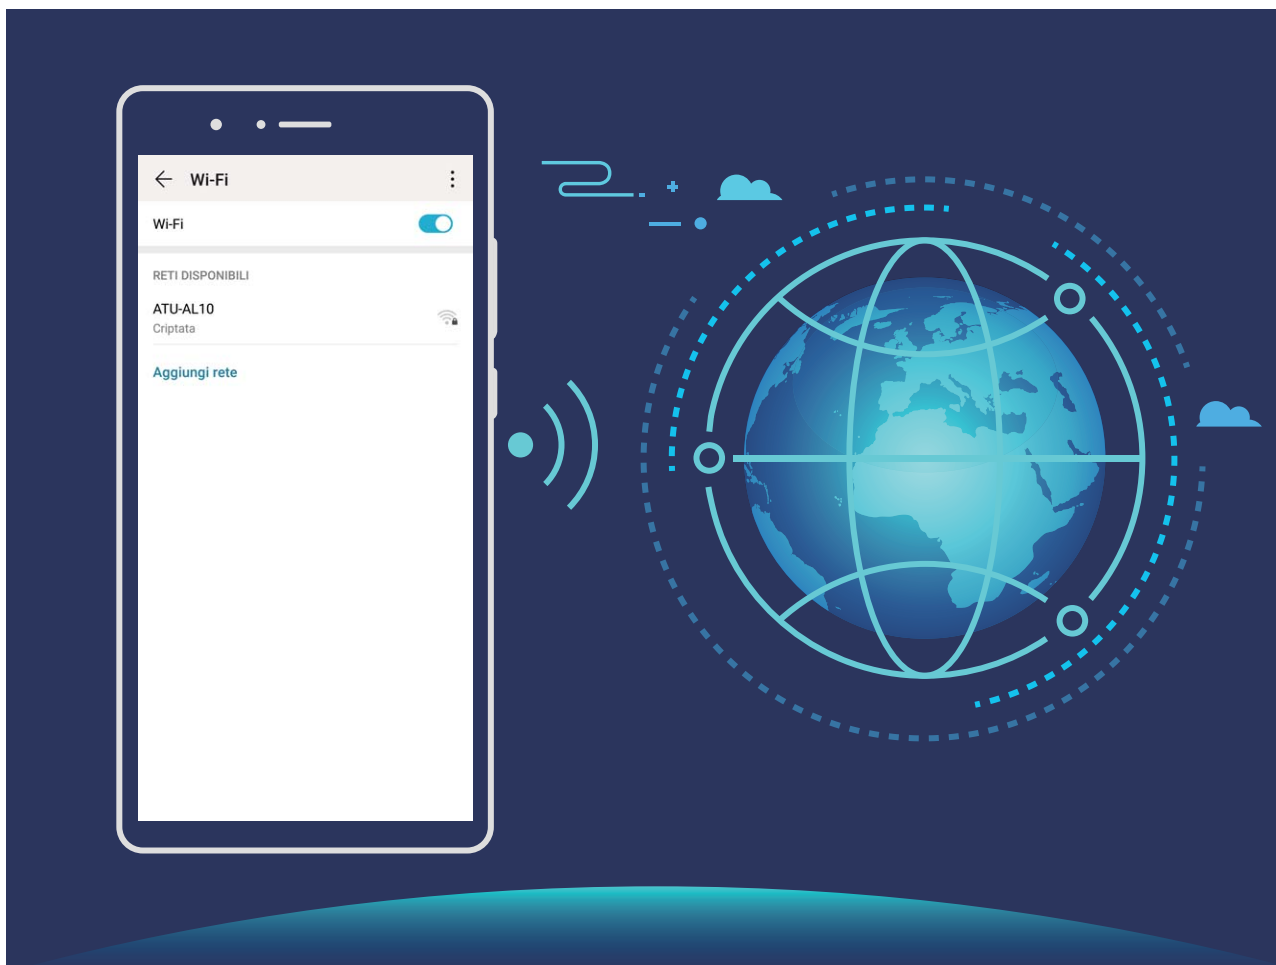 Wi-Fi
Wi-Fi
RETI DISPONIBILI
ATU-AL10
Criptata
Aggiungi rete